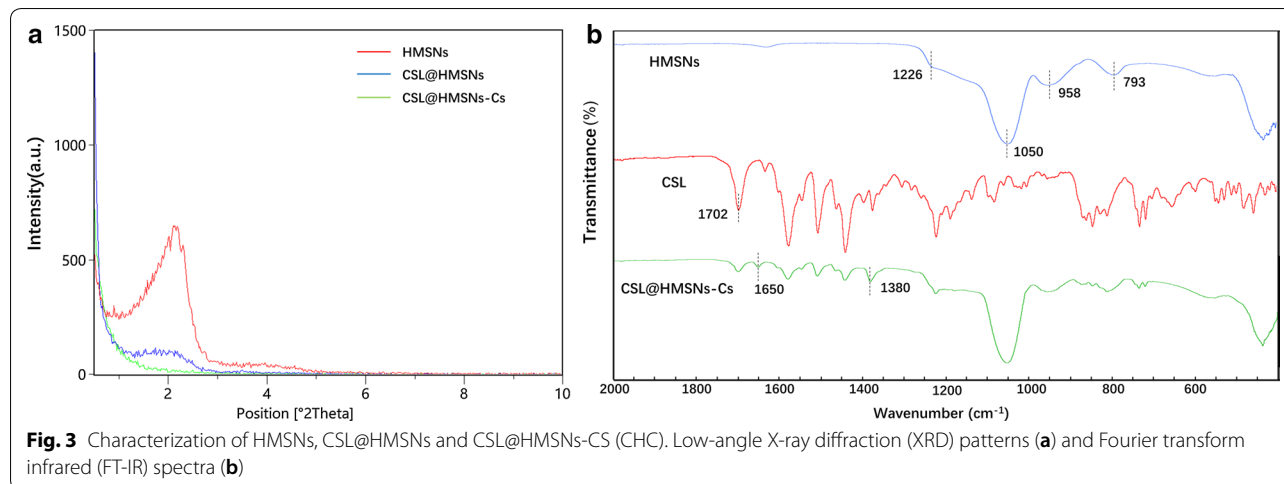 a
1500
1000
500
0
Intensity(a.u.)
HMSNs
CSL@HMSNs
CSL@HMSNs-Cs
2 4 6 8 10
Position [°2Theta]
b
HMSNs
1226
958
793
1050
CSL
1702
CSL@HMSNs-Cs
1650
1380
Transmittance (%)
2000 1800 1600 1400 1200 1000 800 600
Wavenumber (cm-1)
Fig. 3 Characterization of HMSNs, CSL@HMSNs and CSL@HMSNs-CS (CHC). Low-angle X-ray diffraction (XRD) patterns (a) and Fourier transform
infrared (FT-IR) spectra (b)